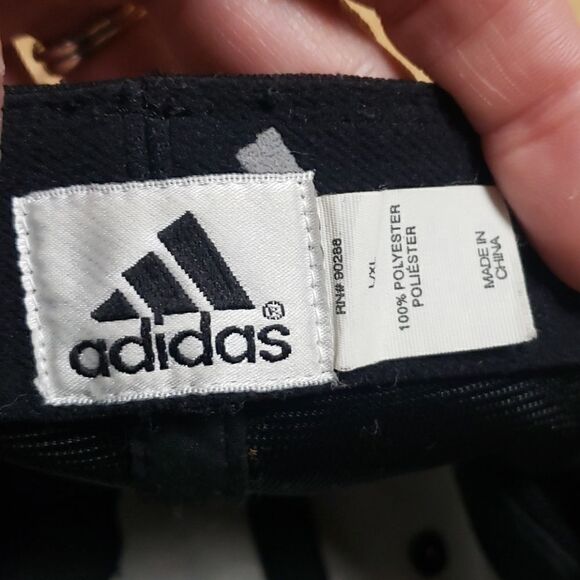 adidas®
RN# 90288
L/XL
100% POLYESTER
POLIÉSTER
MADE IN
CHINA